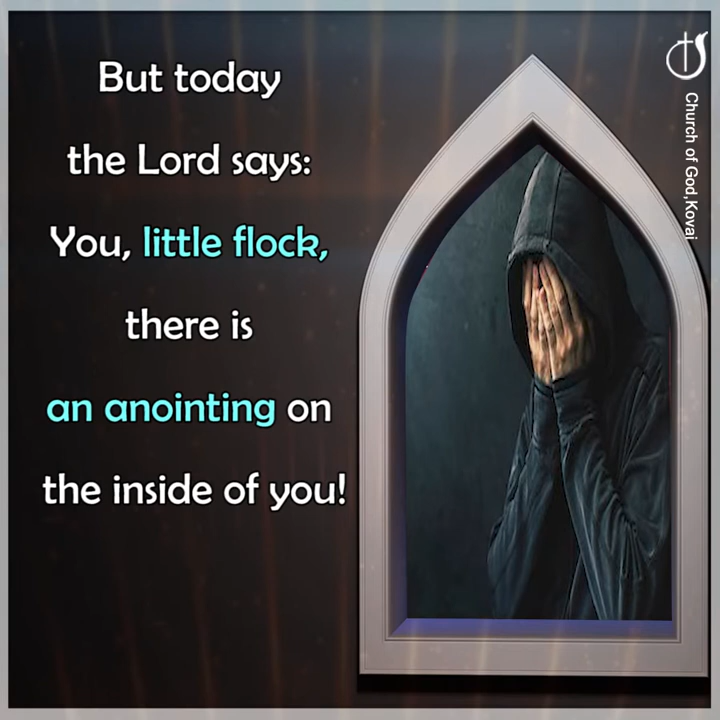 But today
the Lord says:
You, little flock,
there is
an anointing on
the inside of you!
Church of God,Kovai